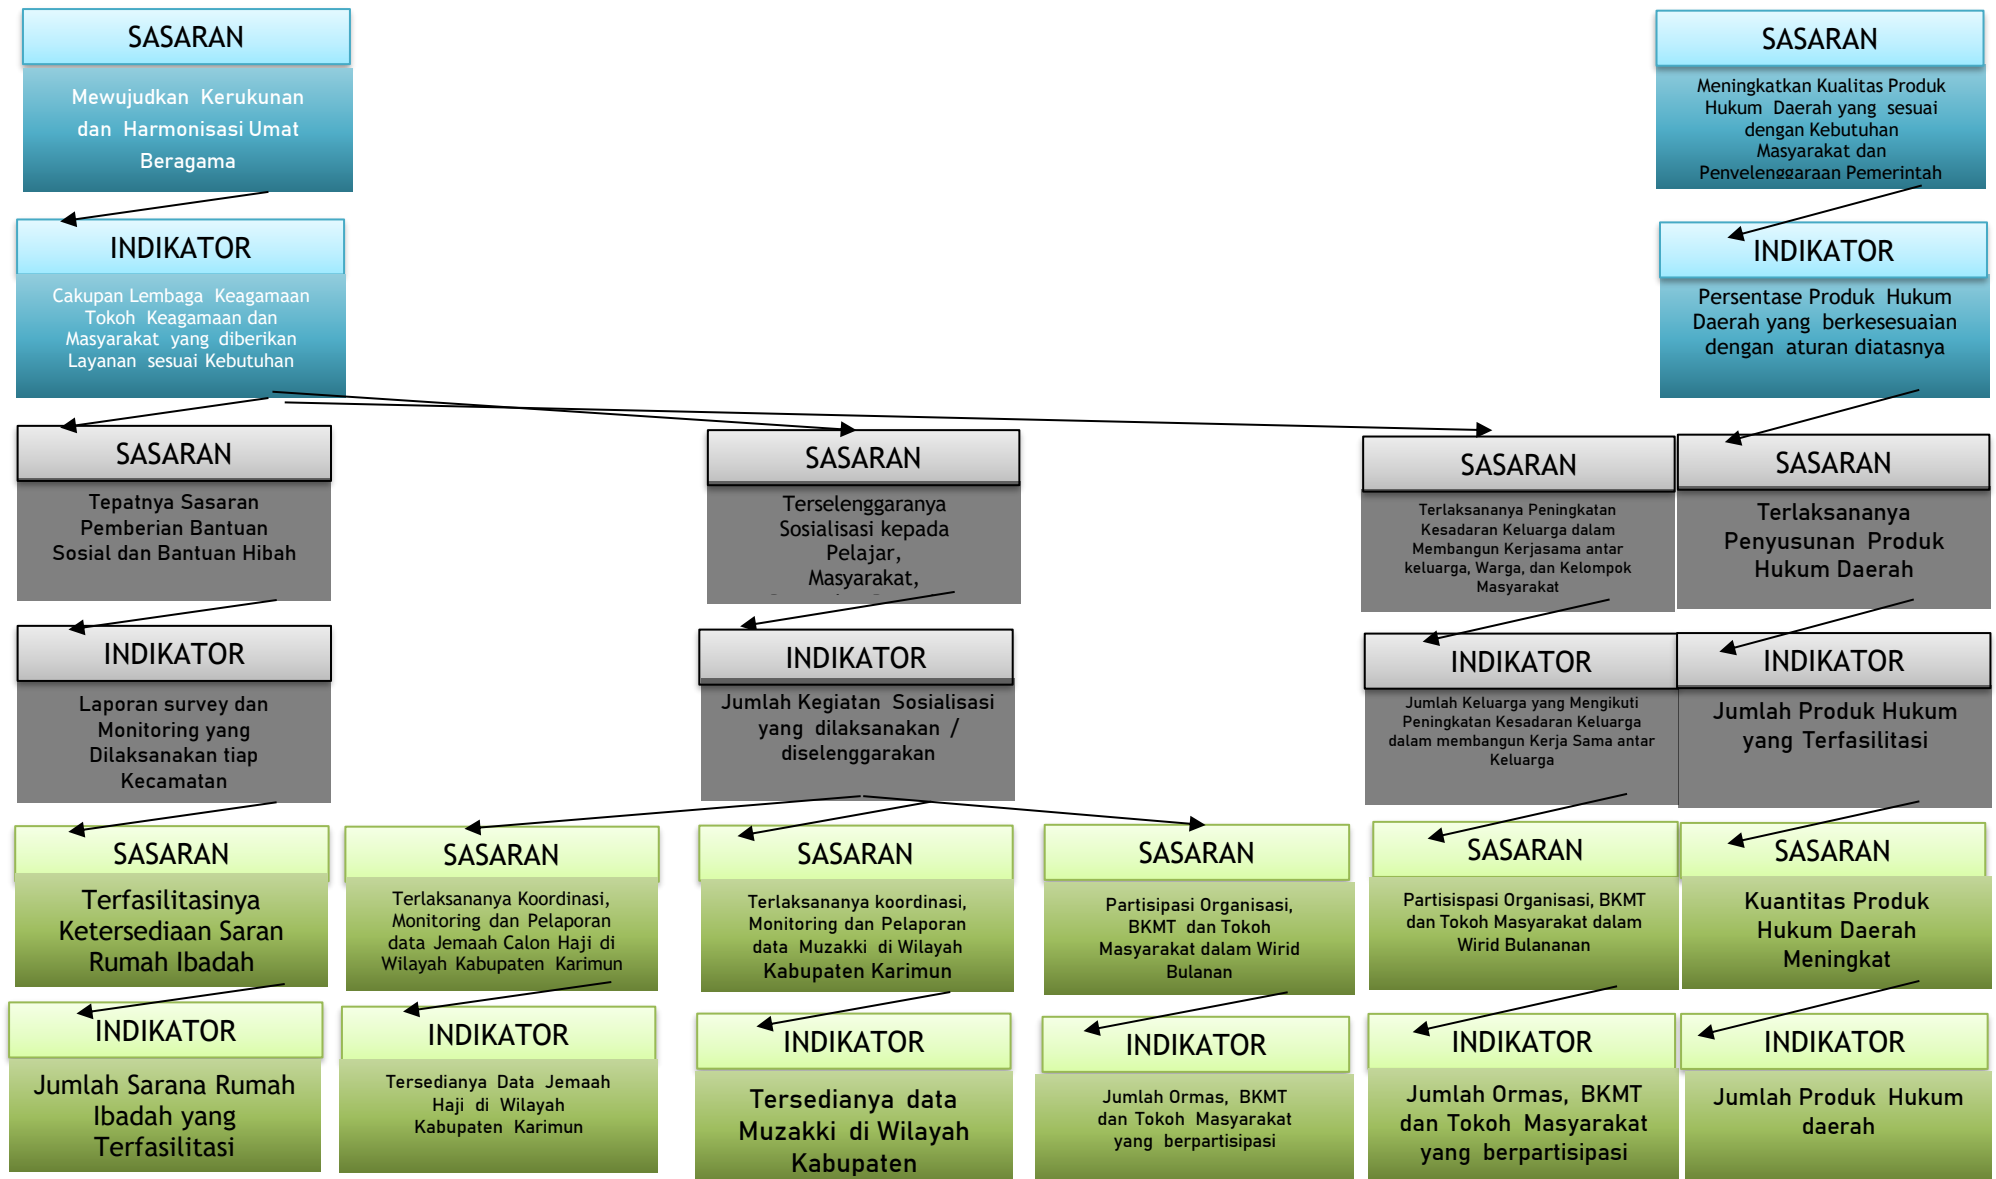 SASARAN
Mewujudkan Kerukunan
dan Harmonisasi Umat
Beragama
SASARAN
Meningkatkan Kualitas Produk
Hukum Daerah yang sesuai
dengan Kebutuhan
Masyarakat dan
Penyelenggaraan Pemerintah
INDIKATOR
Cakupan Lembaga Keagamaan
Tokoh Keagamaan dan
Masyarakat yang diberikan
Layanan sesuai Kebutuhan
INDIKATOR
Persentase Produk Hukum
Daerah yang berkesesuaian
dengan aturan diatasnya
SASARAN
Tepatnya Sasaran
Pemberian Bantuan
Sosial dan Bantuan Hibah
SASARAN
Terselenggaranya
Sosialisasi kepada
Pelajar,
Masyarakat,
SASARAN
Terlaksananya Peningkatan
Kesadaran Keluarga dalam
Membangun Kerjasama antar
keluarga, Warga, dan Kelompok
Masyarakat
SASARAN
Terlaksananya
Penyusunan Produk
Hukum Daerah
INDIKATOR
Laporan survey dan
Monitoring yang
Dilaksanakan tiap
Kecamatan
INDIKATOR
Jumlah Kegiatan Sosialisasi
yang dilaksanakan /
diselenggarakan
INDIKATOR
Jumlah Keluarga yang Mengikuti
Peningkatan Kesadaran Keluarga
dalam membangun Kerja Sama antar
Keluarga
INDIKATOR
Jumlah Produk Hukum
yang Terfasilitasi
SASARAN
Terfasilitasinya
Ketersediaan Saran
Rumah Ibadah
SASARAN
Terlaksananya Koordinasi,
Monitoring dan Pelaporan
data Jemaah Calon Haji di
Wilayah Kabupaten Karimun
SASARAN
Terlaksananya koordinasi,
Monitoring dan Pelaporan
data Muzakki di Wilayah
Kabupaten Karimun
SASARAN
Partisipasi Organisasi,
BKMT dan Tokoh
Masyarakat dalam Wirid
Bulanan
SASARAN
Partisispasi Organisasi, BKMT
dan Tokoh Masyarakat dalam
Wirid Bulananan
SASARAN
Kuantitas Produk
Hukum Daerah
Meningkat
INDIKATOR
Jumlah Sarana Rumah
Ibadah yang
Terfasilitasi
INDIKATOR
Tersedianya Data Jemaah
Haji di Wilayah
Kabupaten Karimun
INDIKATOR
Tersedianya data
Muzakki di Wilayah
Kabupaten
INDIKATOR
Jumlah Ormas, BKMT
dan Tokoh Masyarakat
yang berpartisipasi
INDIKATOR
Jumlah Ormas, BKMT
dan Tokoh Masyarakat
yang berpartisipasi
INDIKATOR
Jumlah Produk Hukum
daerah